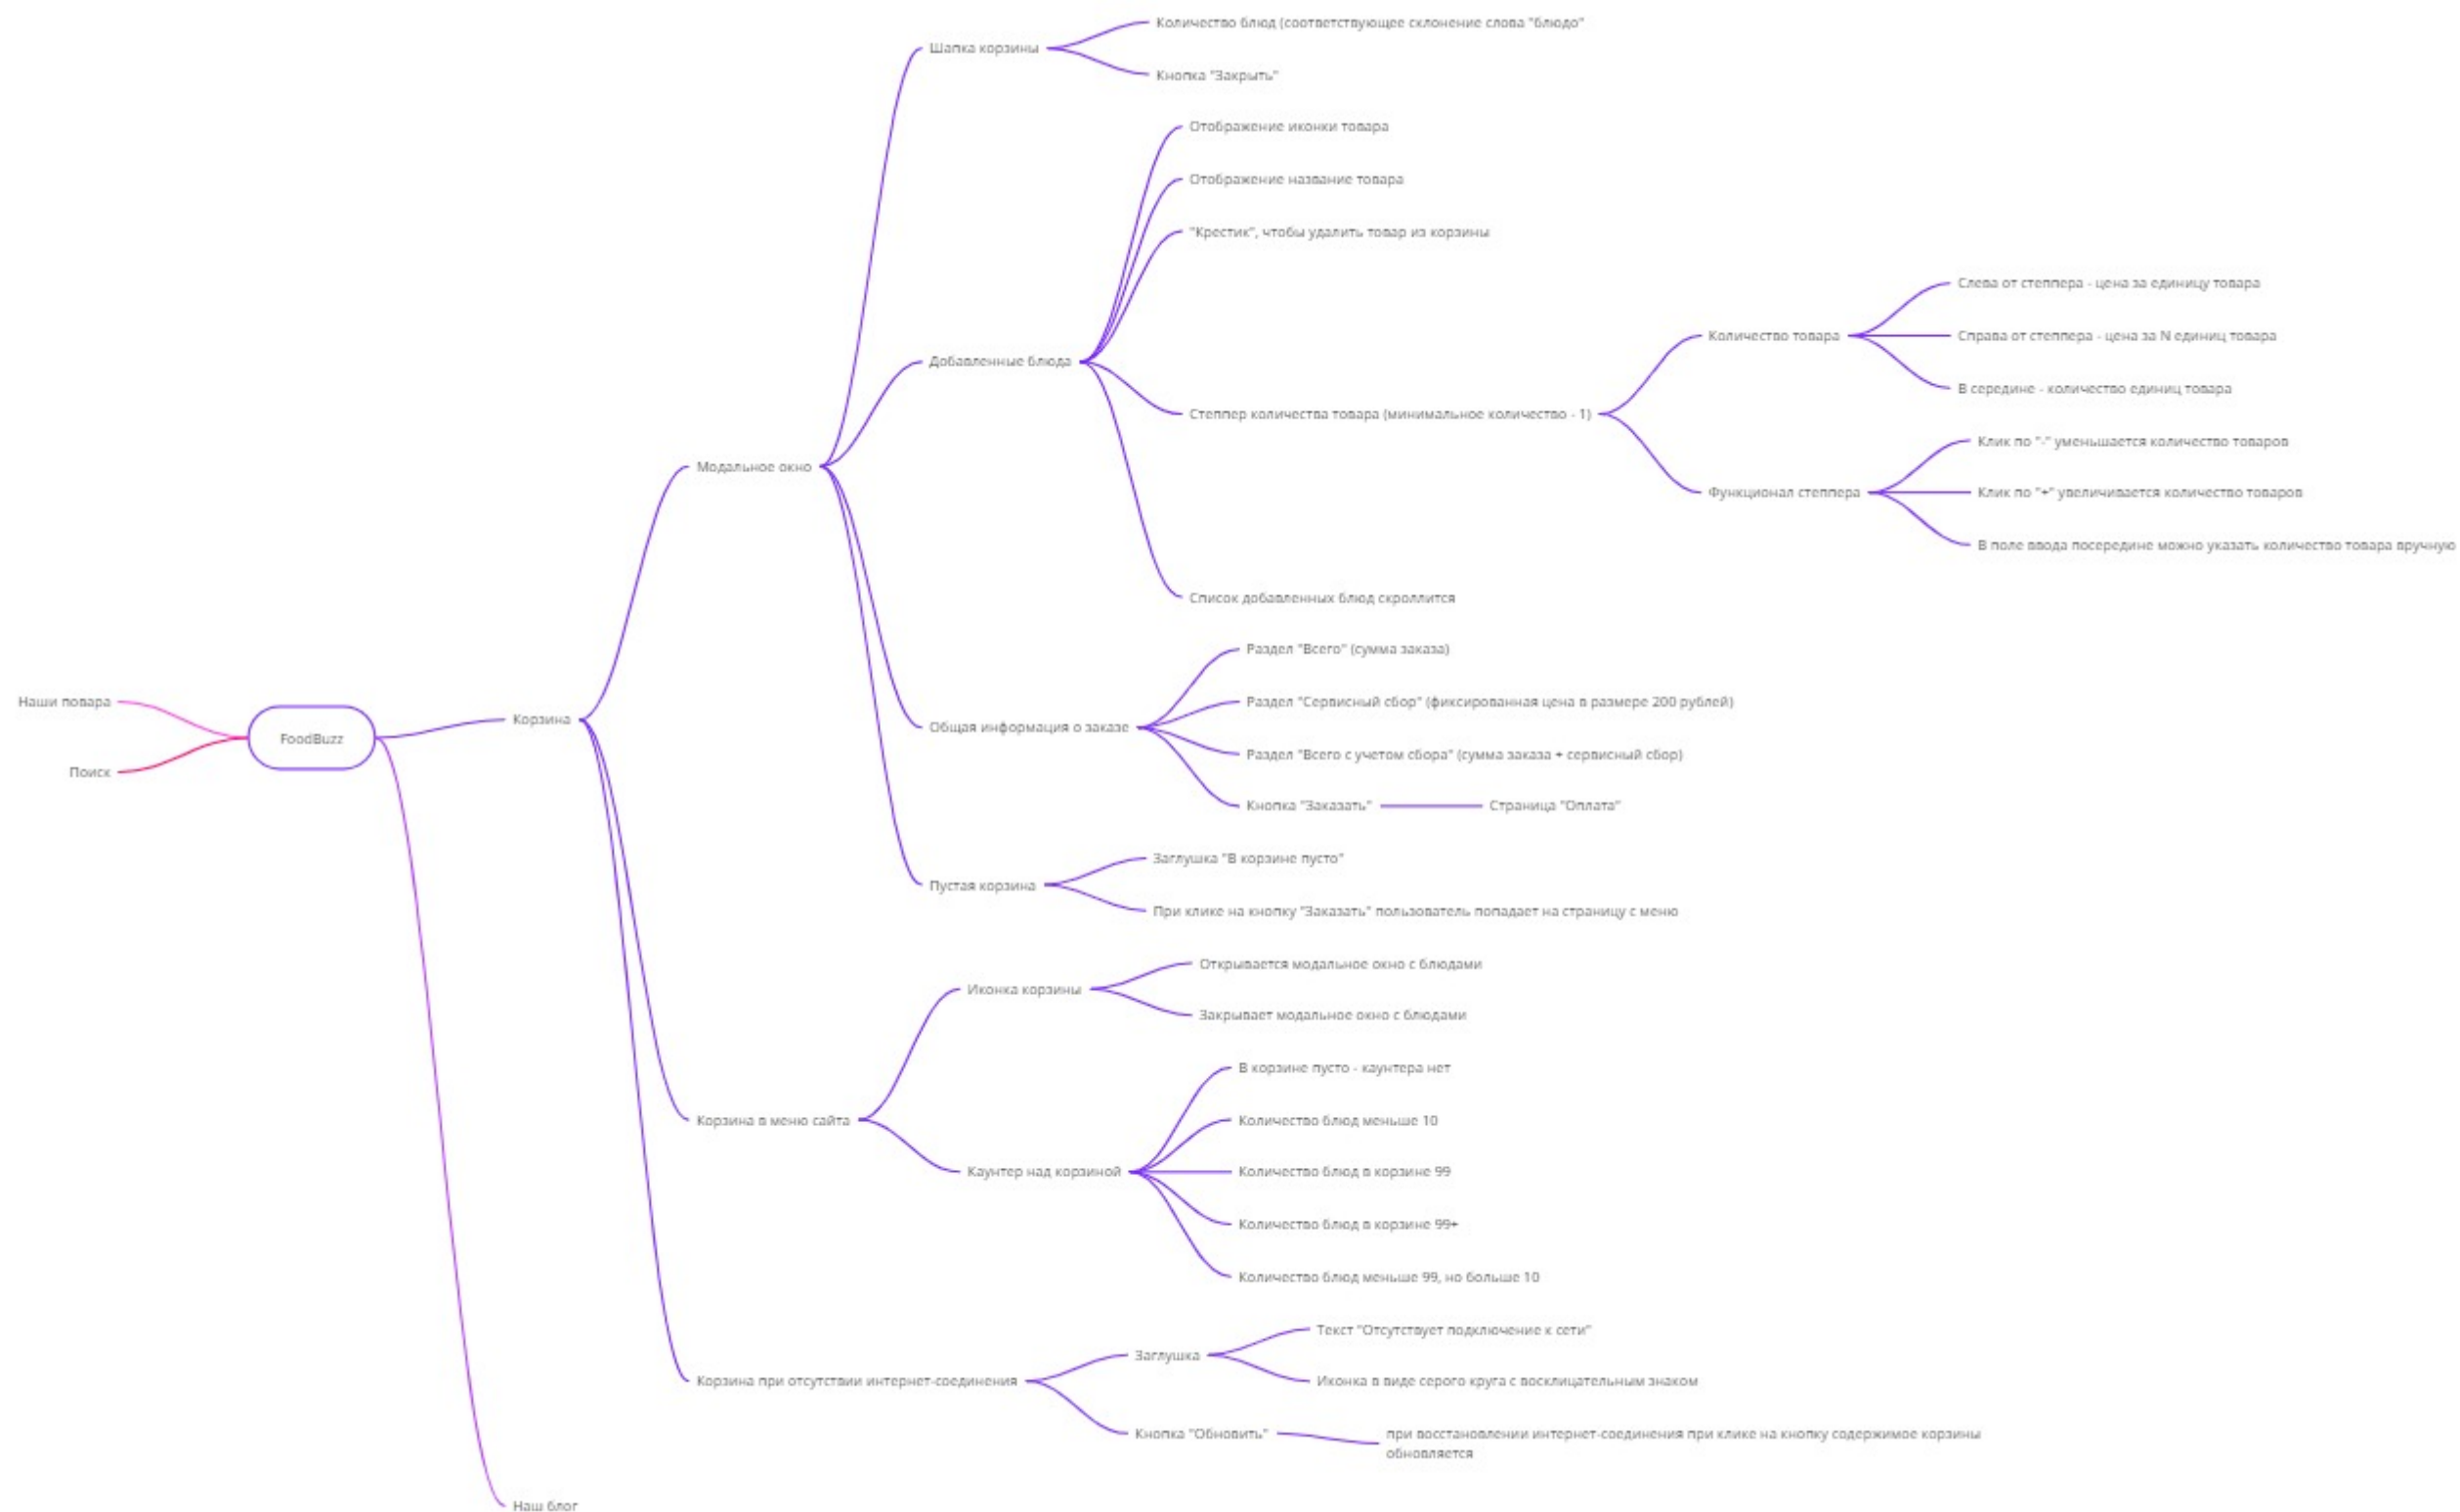 Наши повара
Поиск
FoodBuzz
Корзина
Модальное окно
Шапка корзины
Количество блюд (соответствующее склонение слова "блюдо"
Кнопка "Закрыть"
Добавленные блюда
Отображение иконки товара
Отображение название товара
"Крестик", чтобы удалить товар из корзины
Степпер количества товара (минимальное количество - 1)
Количество товара
Слева от степпера - цена за единицу товара
Справа от степпера - цена за N единиц товара
В середине - количество единиц товара
Функционал степпера
Клик по "-" уменьшается количество товаров
Клик по "+" увеличивается количество товаров
В поле ввода посередине можно указать количество товара вручную
Список добавленных блюд скроллится
Общая информация о заказе
Раздел "Всего" (сумма заказа)
Раздел "Сервисный сбор" (фиксированная цена в размере 200 рублей)
Раздел "Всего с учетом сбора" (сумма заказа + сервисный сбор)
Кнопка "Заказать"
Страница "Оплата"
Пустая корзина
Заглушка "В корзине пусто"
При клике на кнопку "Заказать" пользователь попадает на страницу с меню
Корзина в меню сайта
Иконка корзины
Открывается модальное окно с блюдами
Закрывает модальное окно с блюдами
Каунтер над корзиной
В корзине пусто - каунтера нет
Количество блюд меньше 10
Количество блюд в корзине 99
Количество блюд в корзине 99+
Количество блюд меньше 99, но больше 10
Корзина при отсутствии интернет-соединения
Заглушка
Текст "Отсутствует подключение к сети"
Иконка в виде серого круга с восклицательным знаком
Кнопка "Обновить"
при восстановлении интернет-соединения при клике на кнопку содержимое корзины
обновляется
Наш блог